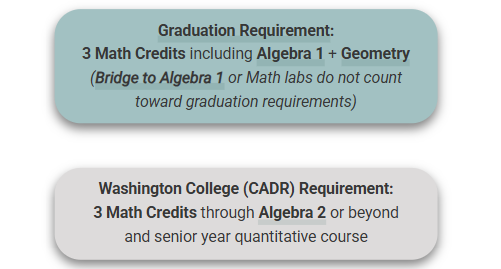 Graduation Requirement:
3 Math Credits including Algebra 1 + Geometry
(Bridge to Algebra 1 or Math labs do not count
toward graduation requirements)
Washington College (CADR) Requirement:
3 Math Credits through Algebra 2 or beyond
and senior year quantitative course